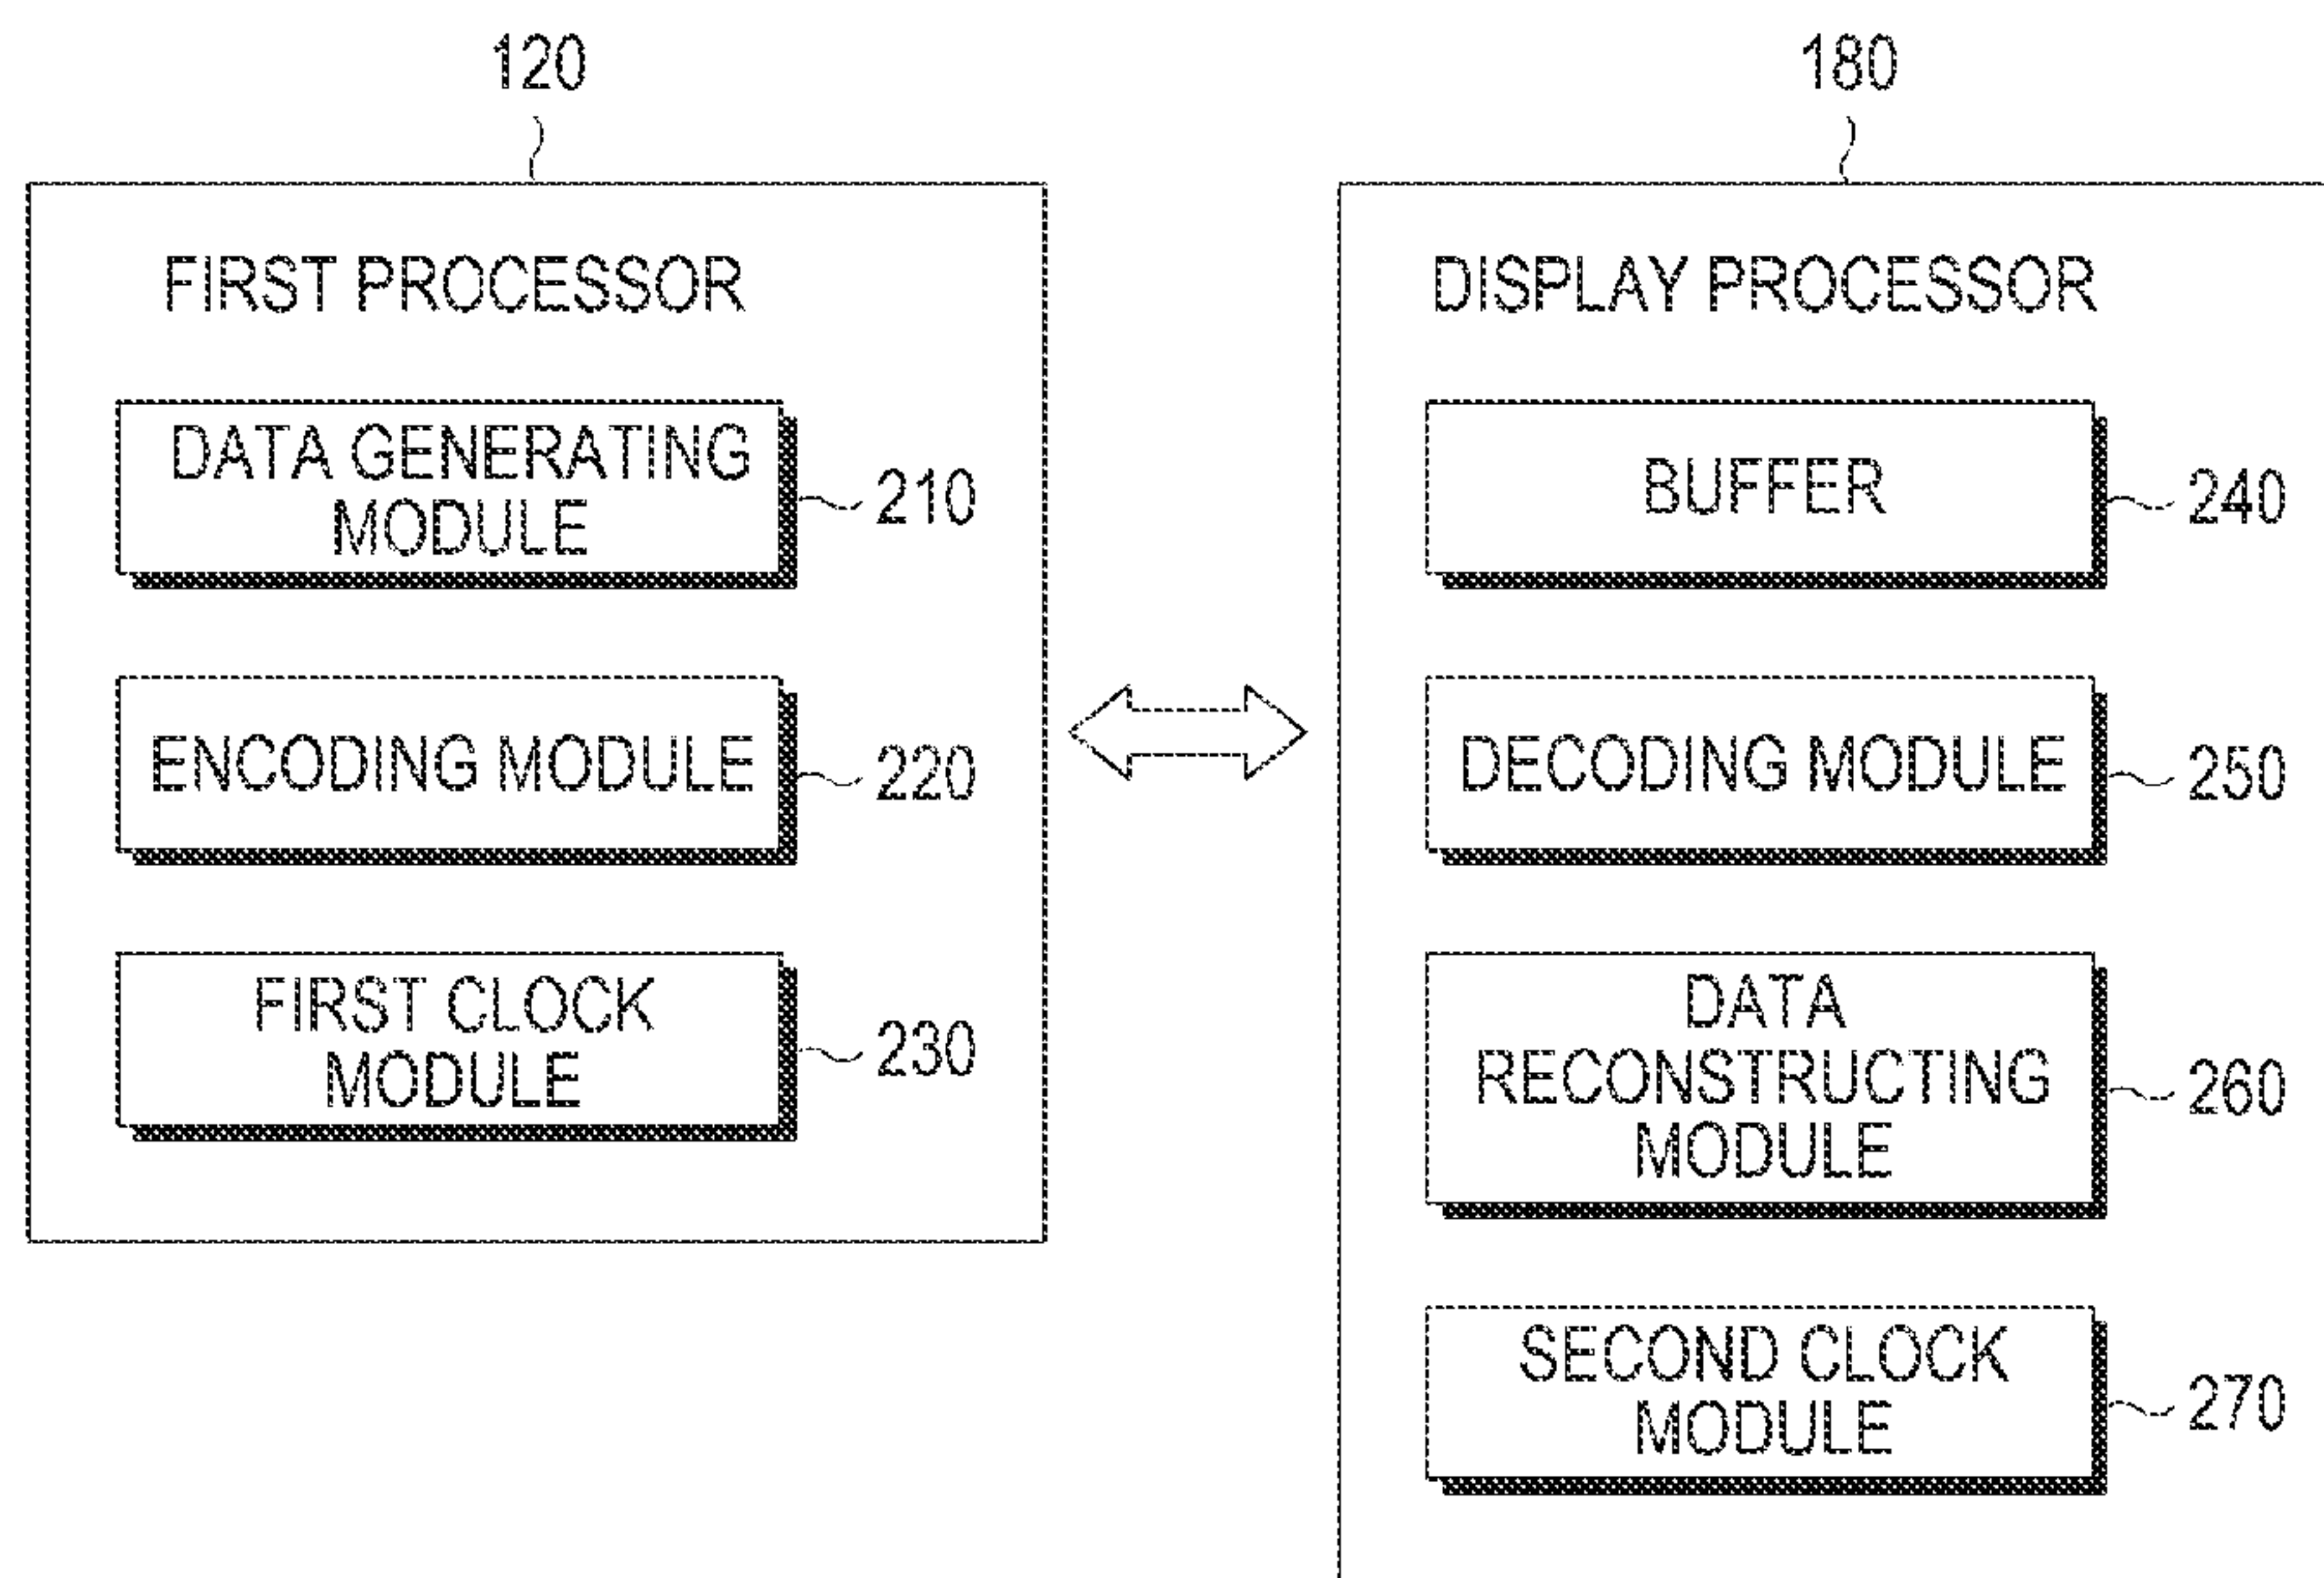 120
FIRST PROCESSOR
DATA GENERATING
MODULE
210
ENCODING MODULE
220
FIRST CLOCK
MODULE
230
180
DISPLAY PROCESSOR
BUFFER
240
DECODING MODULE
250
DATA
RECONSTRUCTING
MODULE
260
SECOND CLOCK
MODULE
270